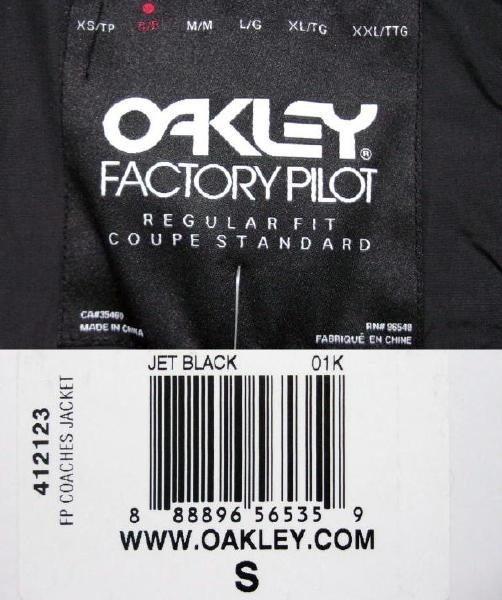 XS/TP S/P M/M L/G XL/TG XXL/TTG
OAKLEY®
FACTORY PILOT
REGULAR FIT
COUPE STANDARD
CA#35460 RN# 96548
MADE IN CHINA FABRIQUÉ EN CHINE
JET BLACK 01K
412123
FP COACHES JACKET
8 88896 56535 9
WWW.OAKLEY.COM
S